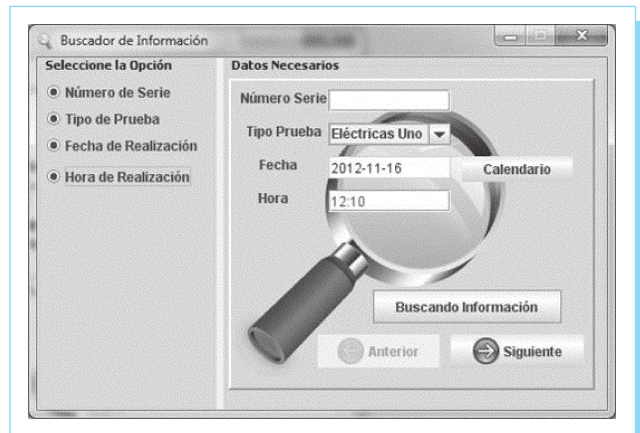 Buscador de Información
Seleccione la Opción
Número de Serie
Tipo de Prueba
Fecha de Realización
Hora de Realización
Datos Necesarios
Número Serie
Tipo Prueba Eléctricas Uno
Fecha 2012-11-16 Calendario
Hora 12:10
Buscando Información
Anterior Siguiente